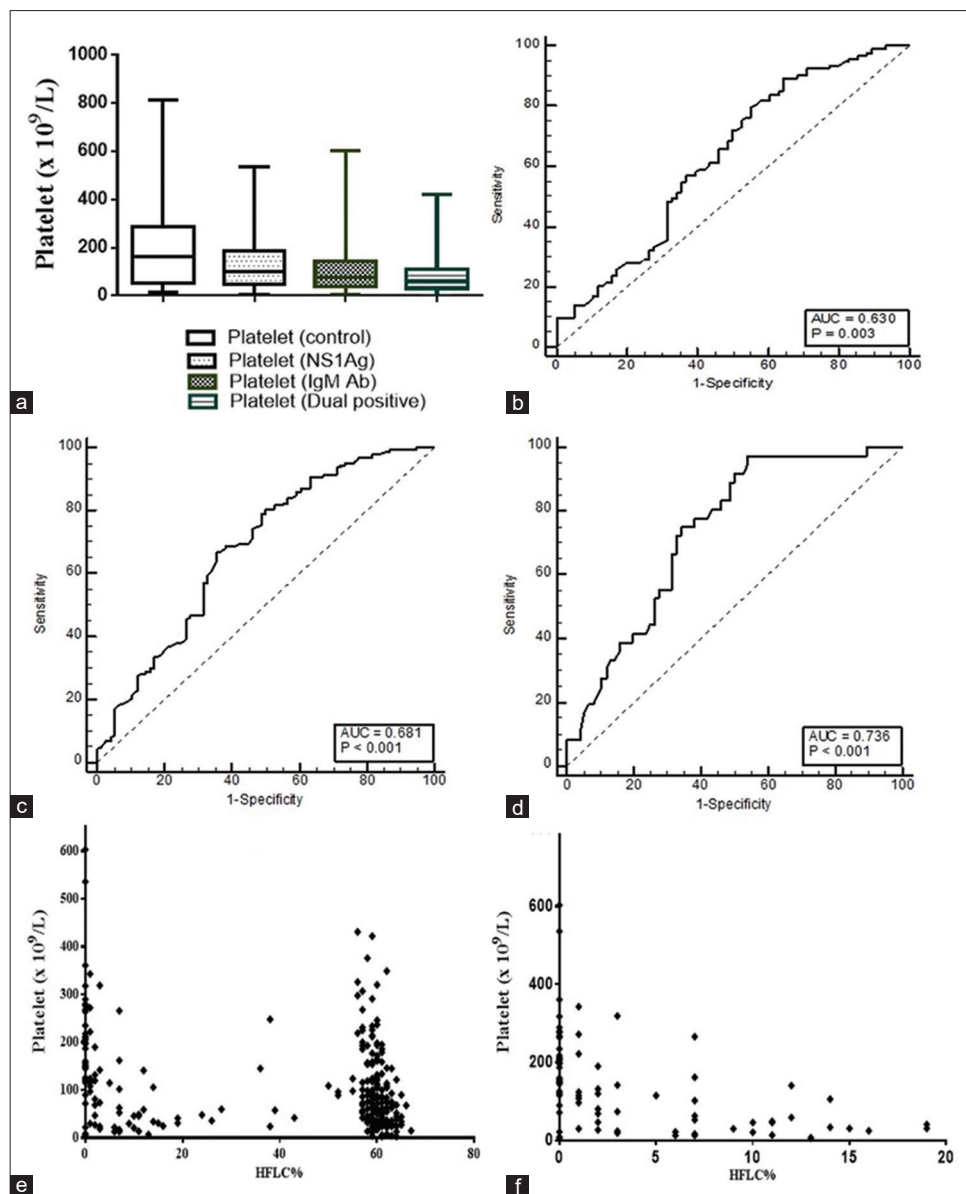 1000
800
600
400
200
0
Platelet (x 10⁹/L)
Platelet (control)
Platelet (NS1Ag)
Platelet (IgM Ab)
Platelet (Dual positive)
a
100
80
60
40
20
0
Sensitivity
AUC = 0.630
P = 0.003
0 20 40 60 80 100
1-Specificity
b
100
80
60
40
20
0
Sensitivity
AUC = 0.681
P < 0.001
0 20 40 60 80 100
1-Specificity
c
100
80
60
40
20
0
Sensitivity
AUC = 0.736
P < 0.001
0 20 40 60 80 100
1-Specificity
d
600
500
400
300
200
100
0
Platelet (x 10⁹/L)
0 20 40 60 80
HFLC%
e
600
400
200
0
Platelet (x 10⁹/L)
0 5 10 15 20
HFLC%
f